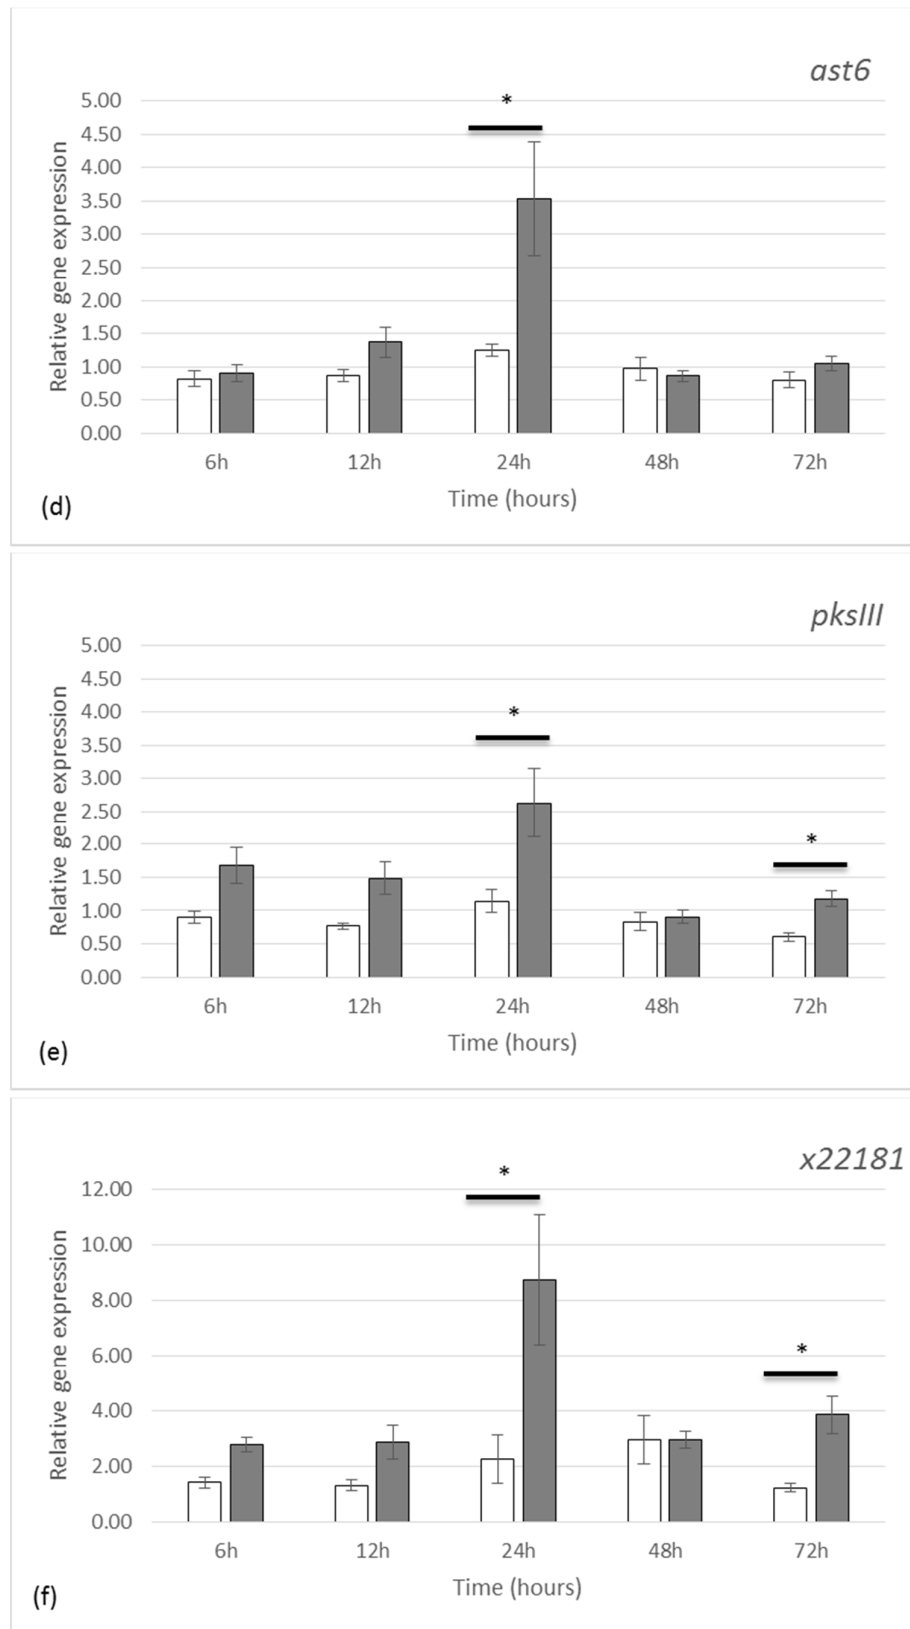 ast6
5.00
*
4.50
4.00
3.50
3.00
2.50
2.00
1.50
1.00
0.50
0.00
Relative gene expression
6h 12h 24h 48h 72h
Time (hours)
(d)
pksIII
5.00
4.50
4.00
*
3.50
3.00
2.50
2.00
*
1.50
1.00
0.50
0.00
Relative gene expression
6h 12h 24h 48h 72h
Time (hours)
(e)
x22181
*
12.00
10.00
8.00
6.00
*
4.00
2.00
0.00
Relative gene expression
6h 12h 24h 48h 72h
Time (hours)
(f)